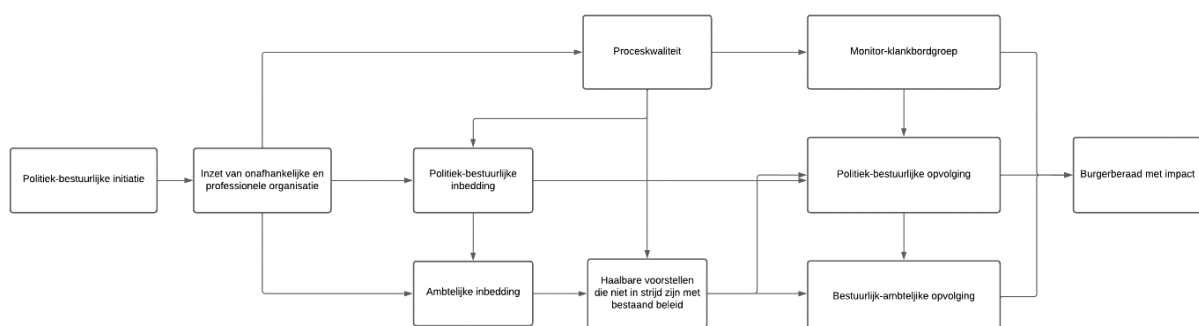 Proceskwaliteit
Monitor-klankbordgroep
Politiek-bestuurlijke initiatie
Inzet van onafhankelijke en
professionele organisatie
Politiek-bestuurlijke
inbedding
Politiek-bestuurlijke opvolging
Burgerberaad met impact
Ambtelijke inbedding
Haalbare voorstellen
die niet in strijd zijn met
bestaand beleid
Bestuurlijk-ambteljke opvolging